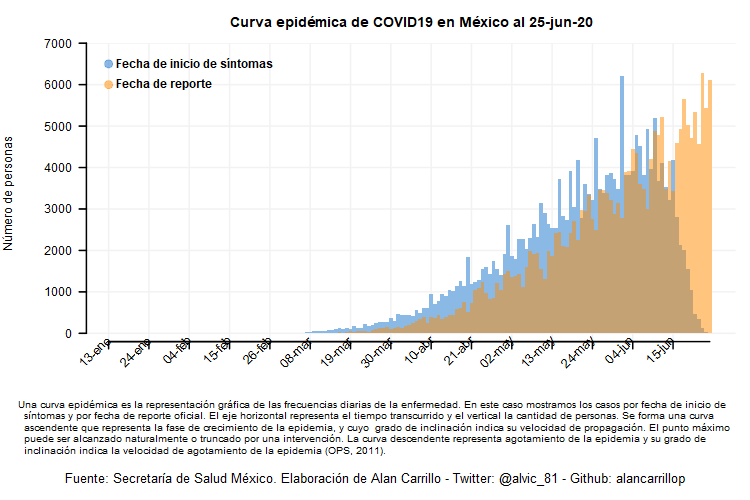 Curva epidémica de COVID19 en México al 25-jun-20
Fecha de inicio de síntomas
Fecha de reporte
Número de personas
7000
6000
5000
4000
3000
2000
1000
0
13-ene
24-ene
04-feb
15-feb
26-feb
08-mar
19-mar
30-mar
10-abr
21-abr
02-may
13-may
24-may
04-jun
15-jun
Una curva epidémica es la representación gráfica de las frecuencias diarias de la enfermedad. En este caso mostramos los casos por fecha de inicio de
síntomas y por fecha de reporte oficial. El eje horizontal representa el tiempo transcurrido y el vertical la cantidad de personas. Se forma una curva
ascendente que representa la fase de crecimiento de la epidemia, y cuyo grado de inclinación indica su velocidad de propagación. El punto máximo
puede ser alcanzado naturalmente o truncado por una intervención. La curva descendente representa agotamiento de la epidemia y su grado de
inclinación indica la velocidad de agotamiento de la epidemia (OPS, 2011).
Fuente: Secretaría de Salud México. Elaboración de Alan Carrillo - Twitter: @alvic_81 - Github: alancarrillop